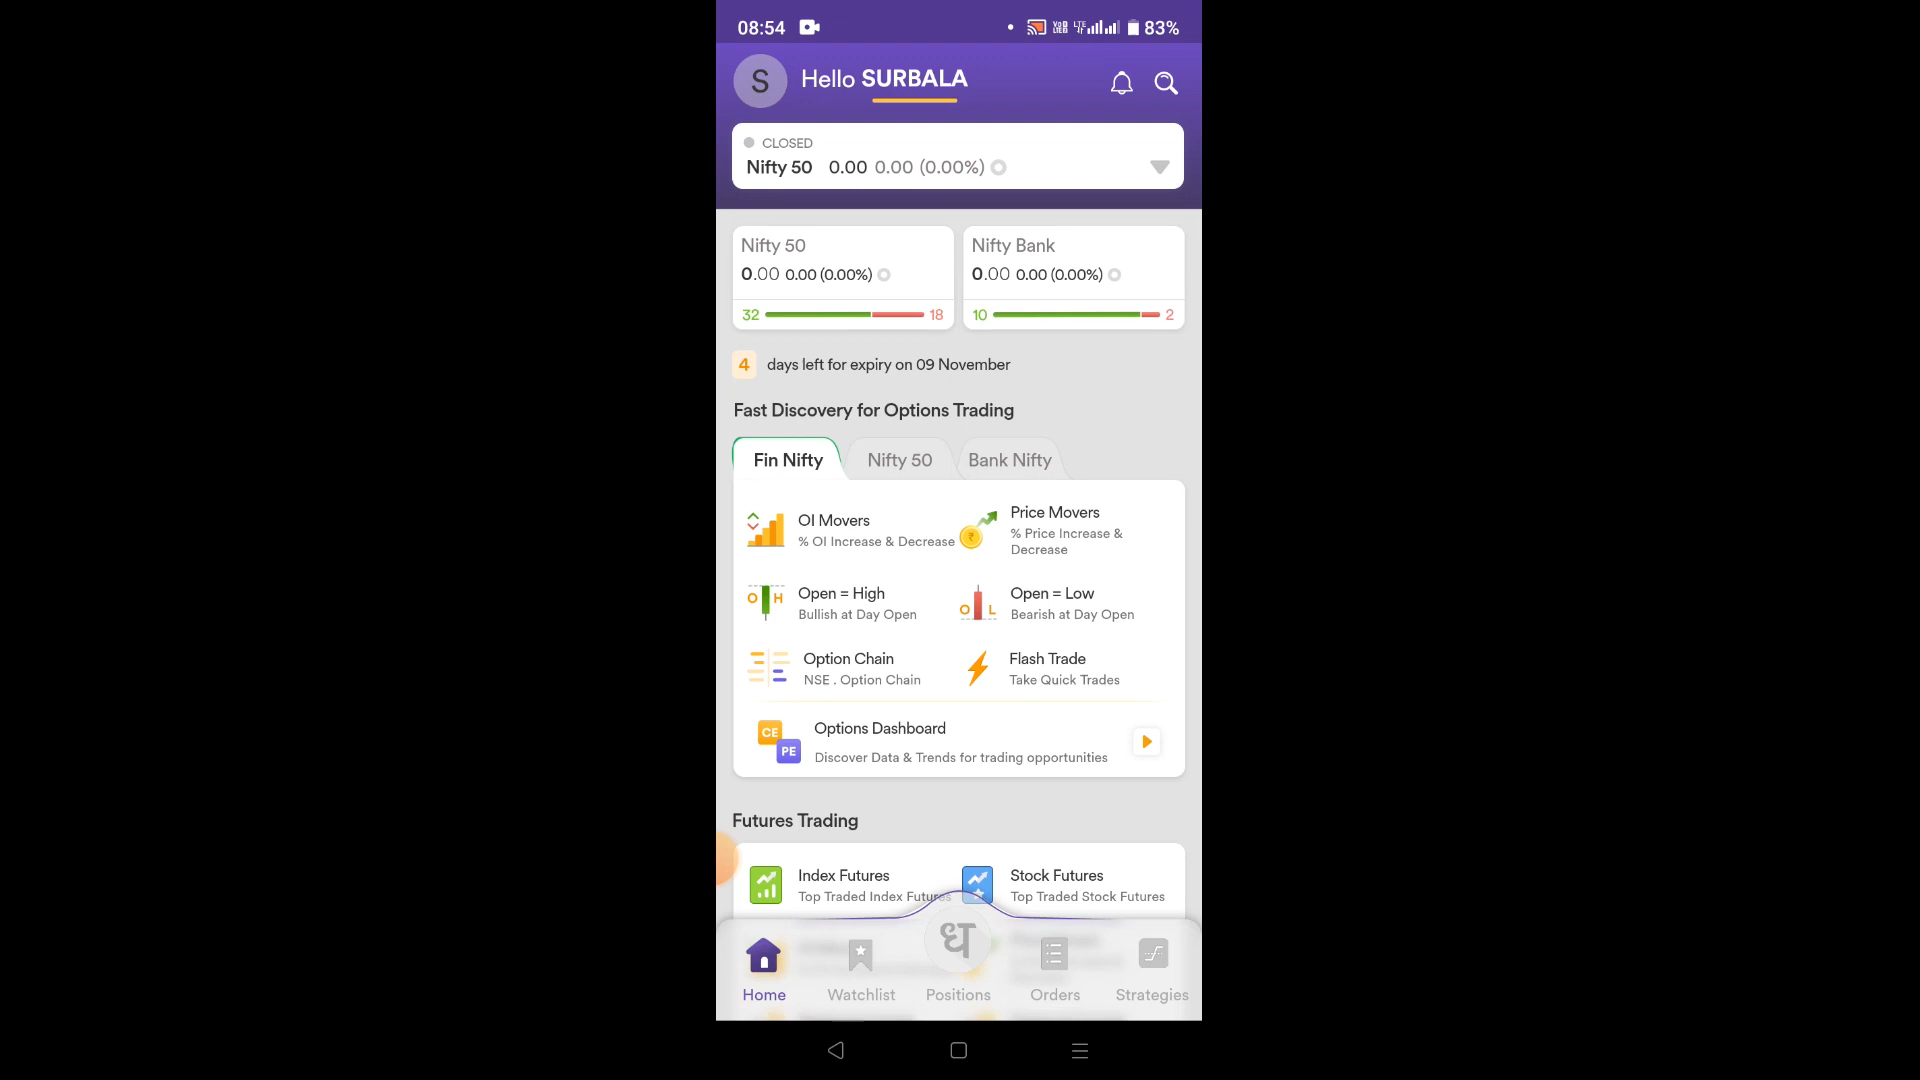 08:54 83%
S Hello SURBALA
CLOSED
Nifty 50 0.00 0.00 (0.00%)
Nifty 50 Nifty Bank
0.00 0.00 (0.00%) 0.00 0.00 (0.00%)
32 18 10 2
4 days left for expiry on 09 November
Fast Discovery for Options Trading
Fin Nifty Nifty 50 Bank Nifty
OI Movers
% OI Increase & Decrease
Price Movers
% Price Increase &
Decrease
O H Open = High
Bullish at Day Open
O L Open = Low
Bearish at Day Open
Option Chain
NSE . Option Chain
Flash Trade
Take Quick Trades
CE PE Options Dashboard
Discover Data & Trends for trading opportunities
Futures Trading
Index Futures
Top Traded Index Futures
Stock Futures
Top Traded Stock Futures
ध
Home Watchlist Positions Orders Strategies